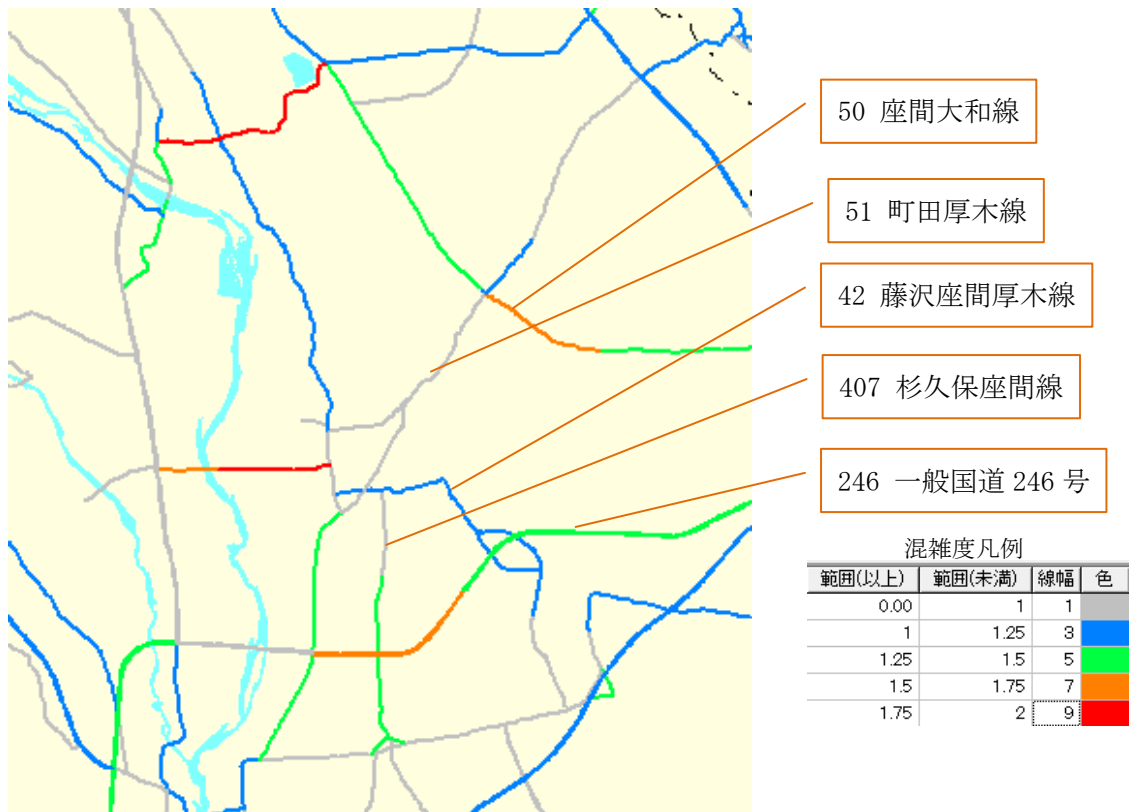 50 座間大和線
51 町田厚木線
42 藤沢座間厚木線
407 杉久保座間線
246 一般国道 246 号
混雑度凡例
範囲(以上) 範囲(未満) 線幅 色
0.00 1 1
1 1.25 3
1.25 1.5 5
1.5 1.75 7
1.75 2 9